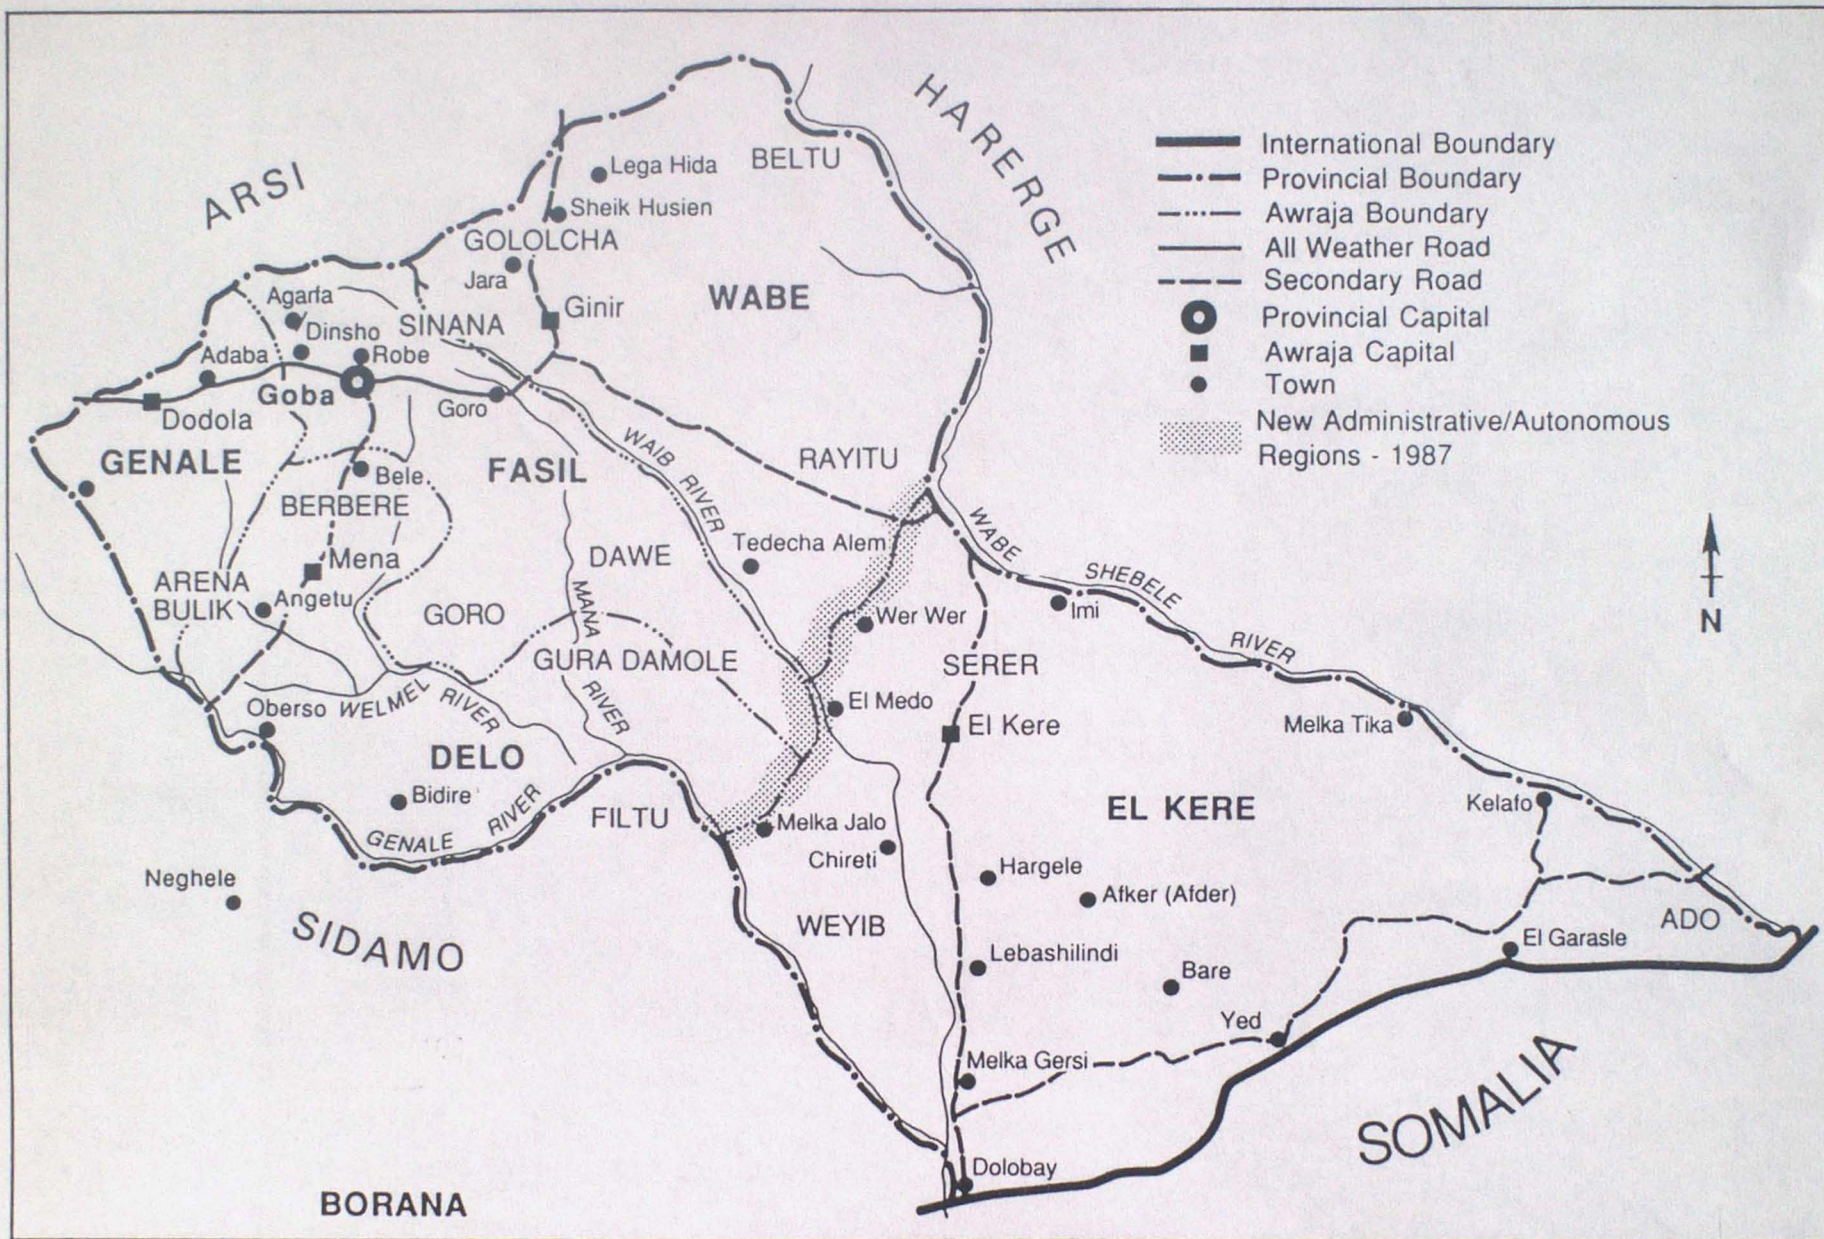 HARERGE
ARSI
BELTU
Lega Hida
Sheik Husien
GOLOLCHA
Jara
WABE
Agarfa
Dinsho
SINANA
Ginir
Adaba
Robe
Goba
Goro
Dodola
GENALE
FASIL
WAIB RIVER
RAYITU
Bele
BERBERE
Mena
ARENA
BULIK
Angetu
GORO
DAWE
Tedecha Alem
MANA RIVER
GURA DAMOLE
Wer Wer
WABE SHEBELE RIVER
Imi
SERER
El Medo
El Kere
Melka Tika
Oberso
WELMEL RIVER
DELO
Bidire
GENALE RIVER
FILTU
Melka Jalo
Chireti
EL KERE
Kelafo
Hargele
Afker (Afder)
WEYIB
ADO
El Garasle
Lebashilindi
Bare
Yed
Melka Gersi
Dolobay
Neghele
SIDAMO
BORANA
SOMALIA
International Boundary
Provincial Boundary
Awraja Boundary
All Weather Road
Secondary Road
Provincial Capital
Awraja Capital
Town
New Administrative/Autonomous
Regions - 1987
N